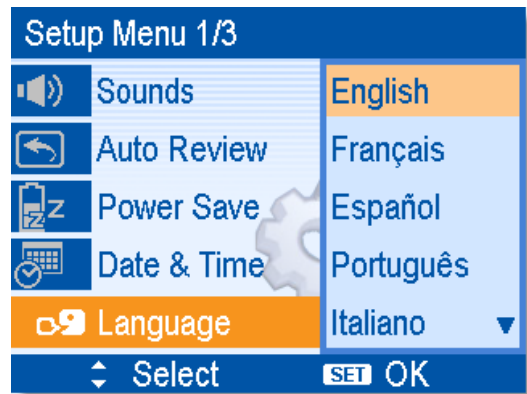 Setup Menu 1/3
Sounds
Auto Review
Power Save
Date & Time
Language
English
Français
Español
Português
Italiano
Select
SET OK